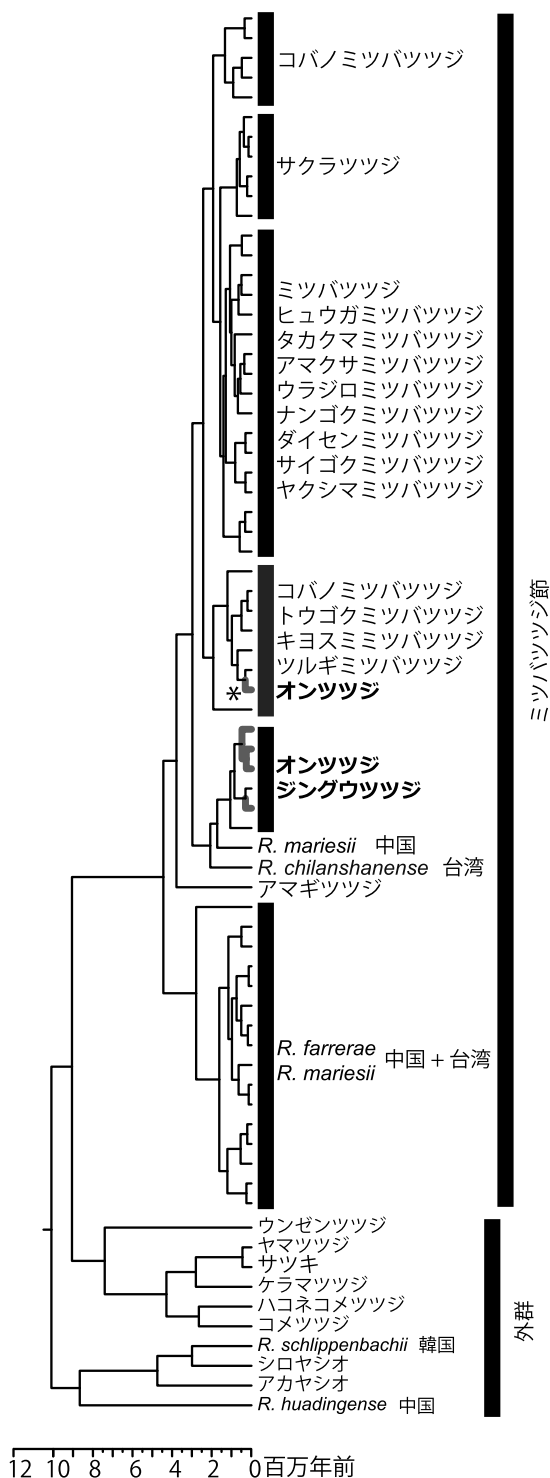 コバノミツバツツジ
サクラツツジ
ミツバツツジ
ヒュウガミツバツツジ
タカクマミツバツツジ
アマクサミツバツツジ
ウラジロミツバツツジ
ナンゴクミツバツツジ
ダイセンミツバツツジ
サイゴクミツバツツジ
ヤクシマミツバツツジ
コバノミツバツツジ
トウゴクミツバツツジ
キヨスミミツバツツジ
ツルギミツバツツジ
* オンツツジ
オンツツジ
ジングウツツジ
R. mariesii 中国
R. chilanshanense 台湾
アマギツツジ
R. farrerae
R. mariesii
中国 + 台湾
ミツバツツジ節
ウンゼンツツジ
ヤマツツジ
サツキ
ケラマツツジ
ハコネコメツツジ
コメツツジ
R. schlippenbachii 韓国
シロヤシオ
アカヤシオ
R. huadingense 中国
外群
12 10 8 6 4 2 0 百万年前